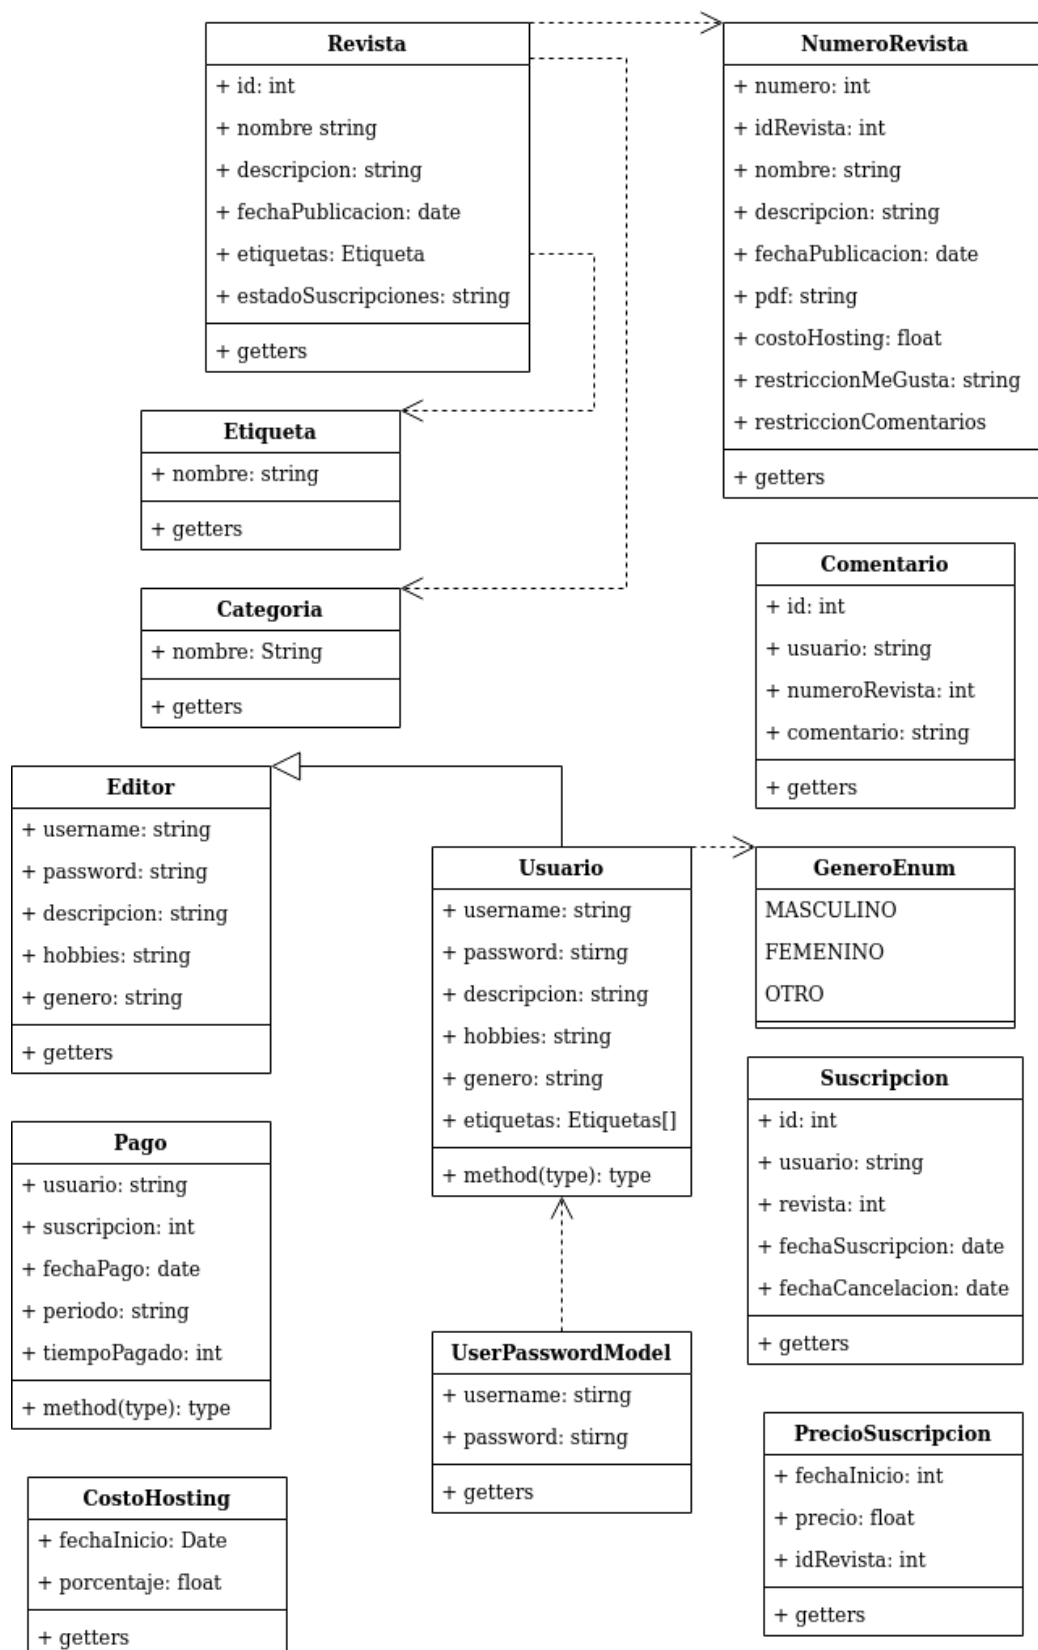 Revista
+ id: int
+ nombre string
+ descripcion: string
+ fechaPublicacion: date
+ etiquetas: Etiqueta
+ estadoSuscripciones: string
+ getters
NumeroRevista
+ numero: int
+ idRevista: int
+ nombre: string
+ descripcion: string
+ fechaPublicacion: date
+ pdf: string
+ costoHosting: float
+ restriccionMeGusta: string
+ restriccionComentarios
+ getters
Etiqueta
+ nombre: string
+ getters
Categoria
+ nombre: String
+ getters
Comentario
+ id: int
+ usuario: string
+ numeroRevista: int
+ comentario: string
+ getters
Editor
+ username: string
+ password: string
+ descripcion: string
+ hobbies: string
+ genero: string
+ getters
Usuario
+ username: string
+ password: stirng
+ descripcion: string
+ hobbies: string
+ genero: string
+ etiquetas: Etiquetas[]
+ method(type): type
GeneroEnum
MASCULINO
FEMENINO
OTRO
Suscripcion
+ id: int
+ usuario: string
+ revista: int
+ fechaSuscripcion: date
+ fechaCancelacion: date
+ getters
Pago
+ usuario: string
+ suscripcion: int
+ fechaPago: date
+ periodo: string
+ tiempoPagado: int
+ method(type): type
UserPasswordModel
+ username: stirng
+ password: stirng
+ getters
PrecioSuscripcion
+ fechaInicio: int
+ precio: float
+ idRevista: int
+ getters
CostoHosting
+ fechaInicio: Date
+ porcentaje: float
+ getters